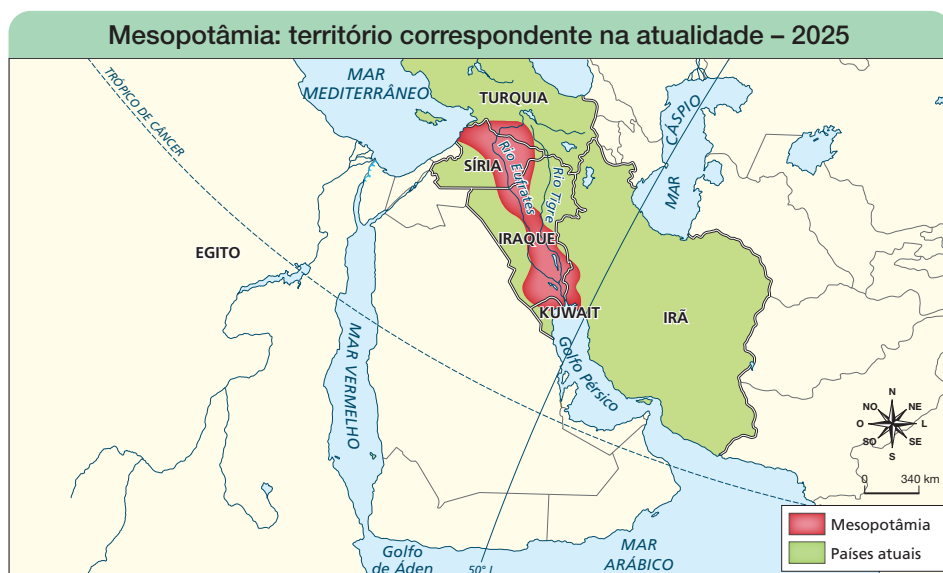 Mesopotâmia: território correspondente na atualidade – 2025
TRÓPICO DE CÂNCER
MAR
MEDITERRÂNEO
TURQUIA
MAR
CÁSPIO
SÍRIA
Rio Eufrates
Rio Tigre
EGITO
IRAQUE
KUWAIT
IRÃ
MAR VERMELHO
Golfo Pérsico
N
NO
NE
O
L
SO
SE
S
0
340 km
Golfo
de Áden
50° L
MAR
ARÁBICO
Mesopotâmia
Países atuais